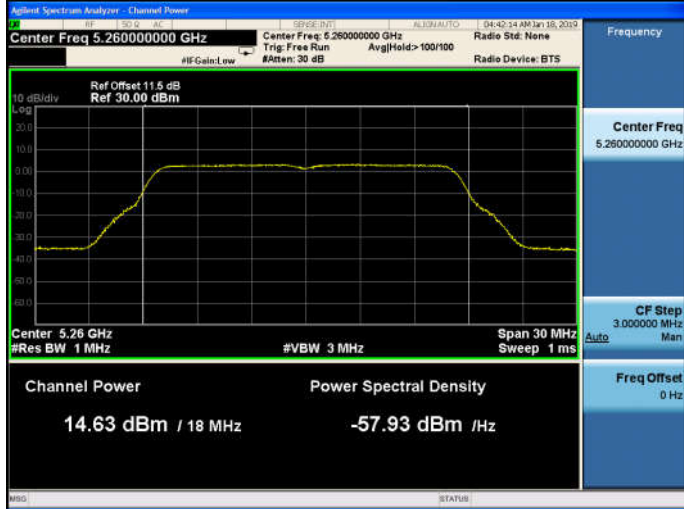 Agilent Spectrum Analyzer - Channel Power
RF 50 Ω AC SENSE:INT ALIGN AUTO 04:42:14 AM Jan 18, 2019
Center Freq 5.260000000 GHz
Center Freq: 5.260000000 GHz
Radio Std: None
Trig: Free Run Avg|Hold:>100/100
#IFGain:Low #Atten: 30 dB Radio Device: BTS
Ref Offset 11.5 dB
10 dB/div Ref 30.00 dBm
Log
20.0
10.0
0.00
-10.0
-20.0
-30.0
-40.0
-50.0
-60.0
Center 5.26 GHz Span 30 MHz
#Res BW 1 MHz #VBW 3 MHz Sweep 1 ms
Channel Power Power Spectral Density
14.63 dBm / 18 MHz -57.93 dBm /Hz
MSG STATUS
Frequency
Center Freq
5.260000000 GHz
CF Step
3.000000 MHz
Auto Man
Freq Offset
0 Hz